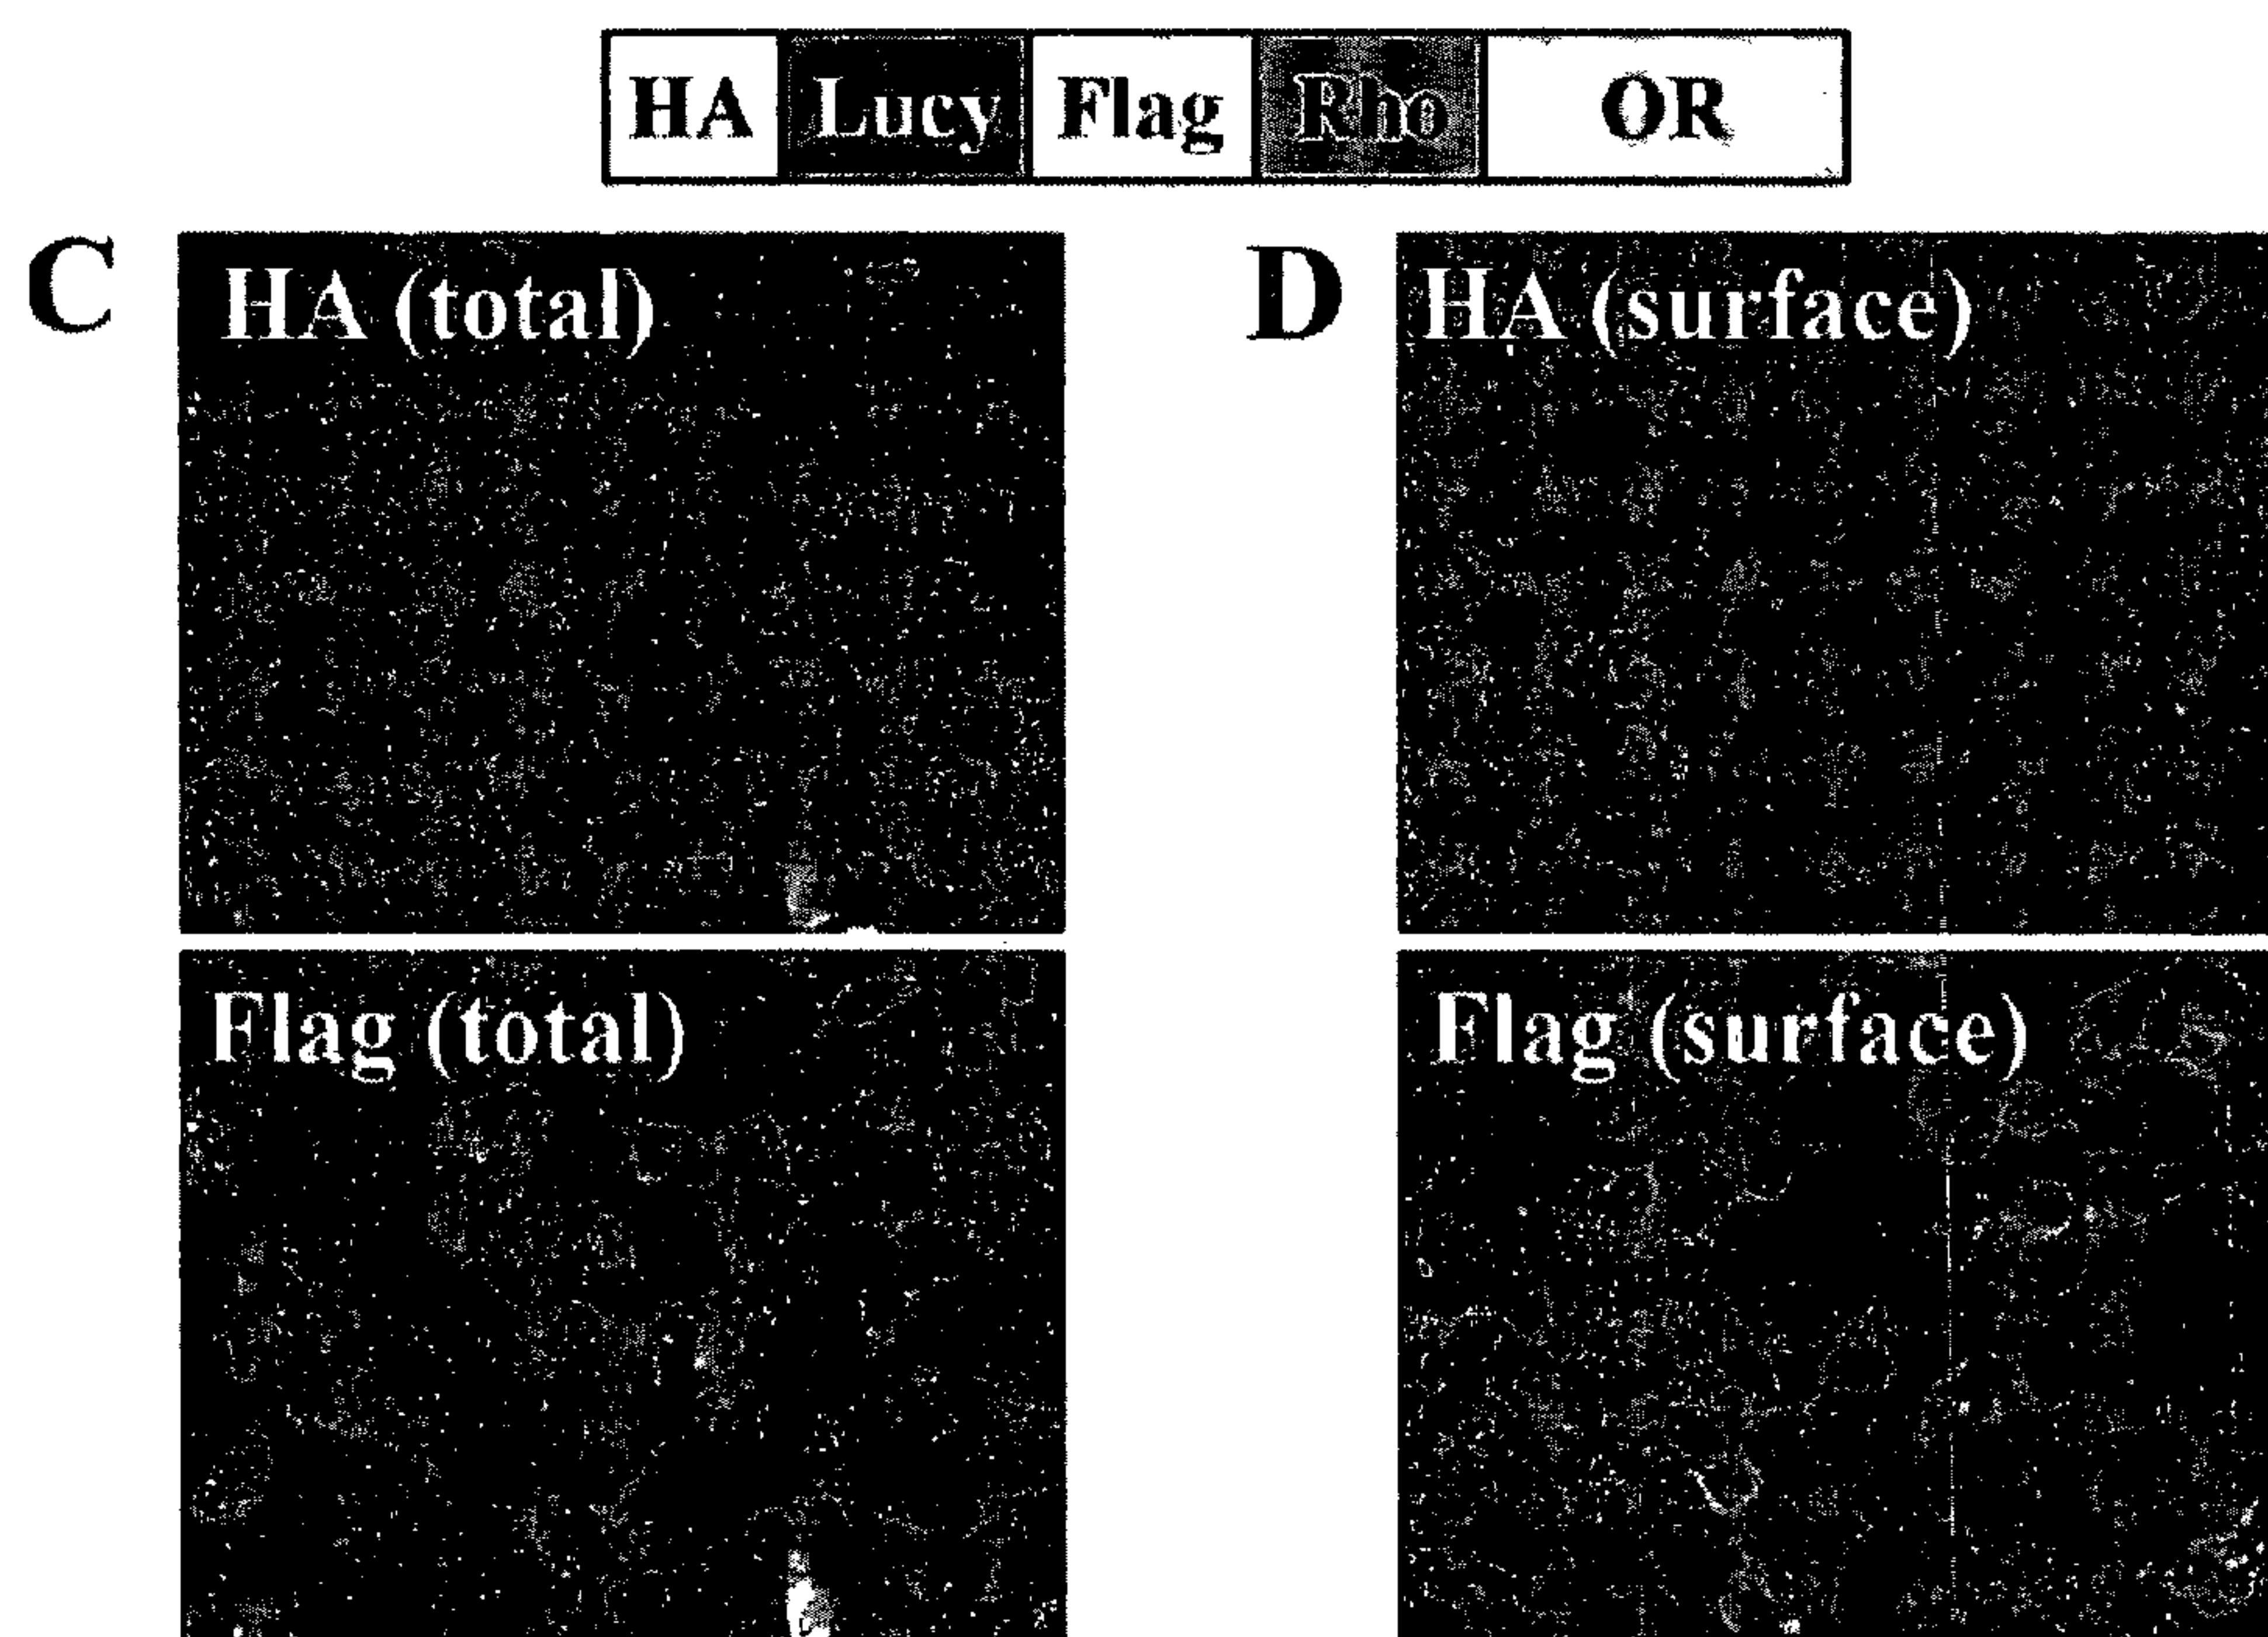 HA Lucy Flag Rho OR
C HA (total) D HA (surface)
Flag (total) Flag (surface)